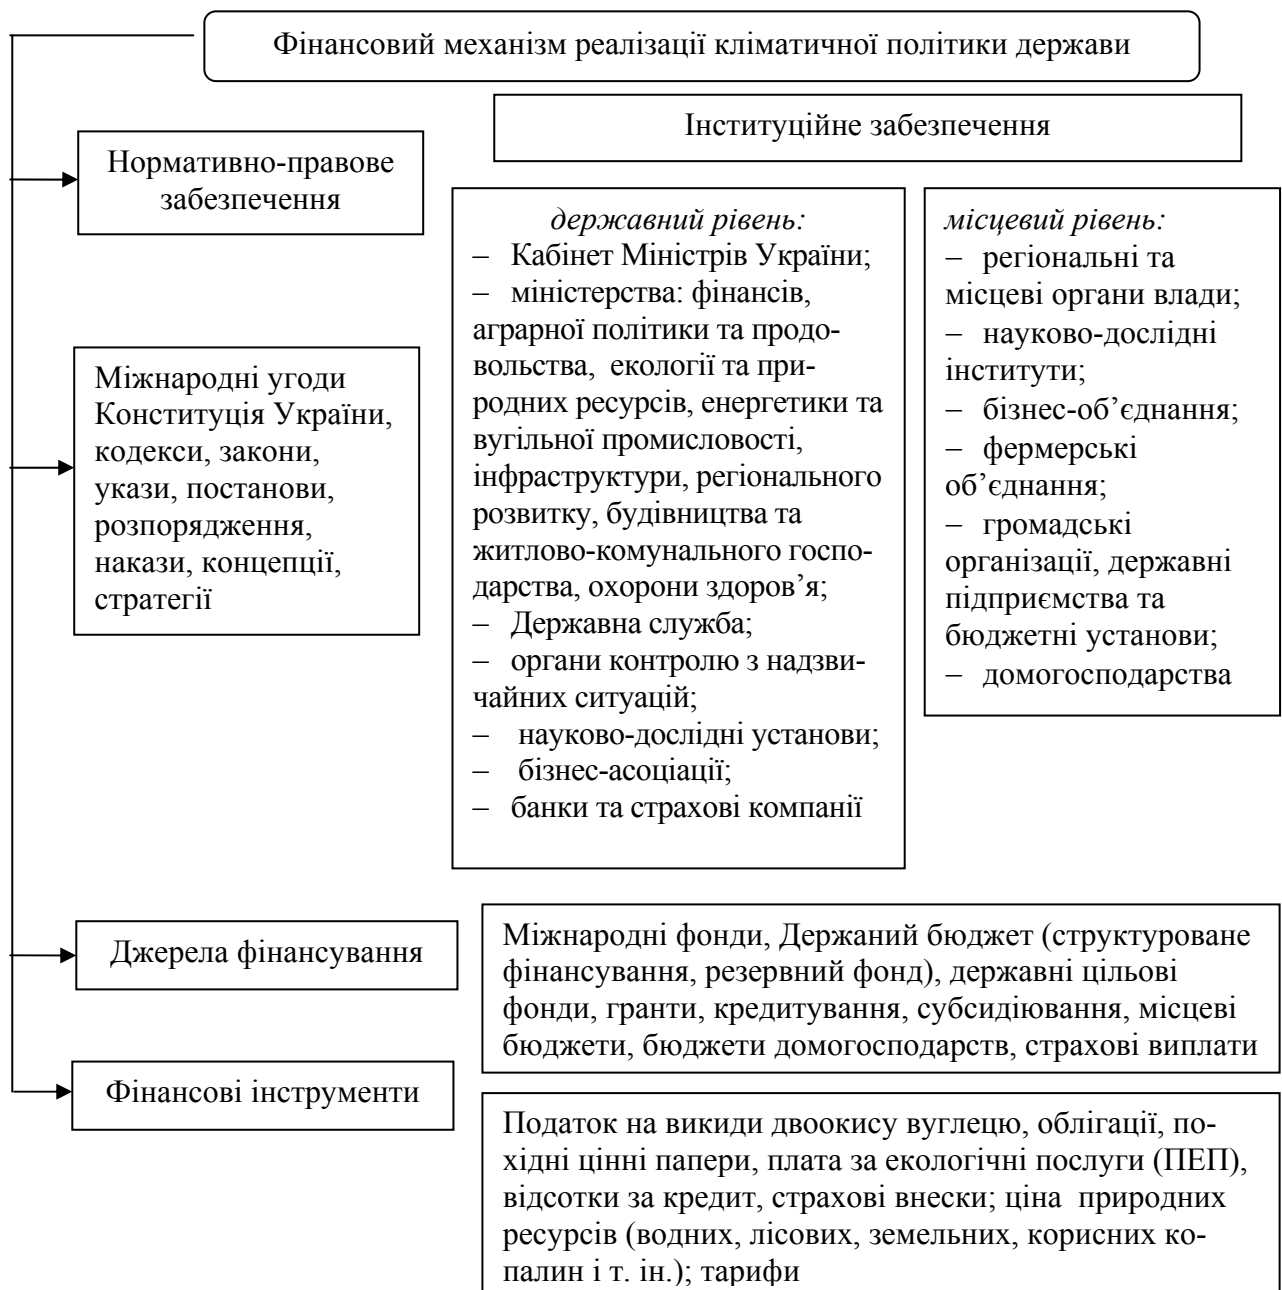 Фінансовий механізм реалізації кліматичної політики держави
Інституційне забезпечення
Нормативно-правове
забезпечення
державний рівень:
– Кабінет Міністрів України;
– міністерства: фінансів,
аграрної політики та продо-
вольства, екології та при-
родних ресурсів, енергетики та
вугільної промисловості,
інфраструктури, регіонального
розвитку, будівництва та
житлово-комунального госпо-
дарства, охорони здоров’я;
– Державна служба;
– органи контролю з надзви-
чайних ситуацій;
– науково-дослідні установи;
– бізнес-асоціації;
– банки та страхові компанії
місцевий рівень:
– регіональні та
місцеві органи влади;
– науково-дослідні
інститути;
– бізнес-об’єднання;
– фермерські
об’єднання;
– громадські
організації, державні
підприємства та
бюджетні установи;
– домогосподарства
Міжнародні угоди
Конституція України,
кодекси, закони,
укази, постанови,
розпорядження,
накази, концепції,
стратегії
Джерела фінансування
Міжнародні фонди, Держаний бюджет (структуроване
фінансування, резервний фонд), державні цільові
фонди, гранти, кредитування, субсидіювання, місцеві
бюджети, бюджети домогосподарств, страхові виплати
Фінансові інструменти
Податок на викиди двоокису вуглецю, облігації, по-
хідні цінні папери, плата за екологічні послуги (ПЕП),
відсотки за кредит, страхові внески; ціна природних
ресурсів (водних, лісових, земельних, корисних ко-
палин і т. ін.); тарифи